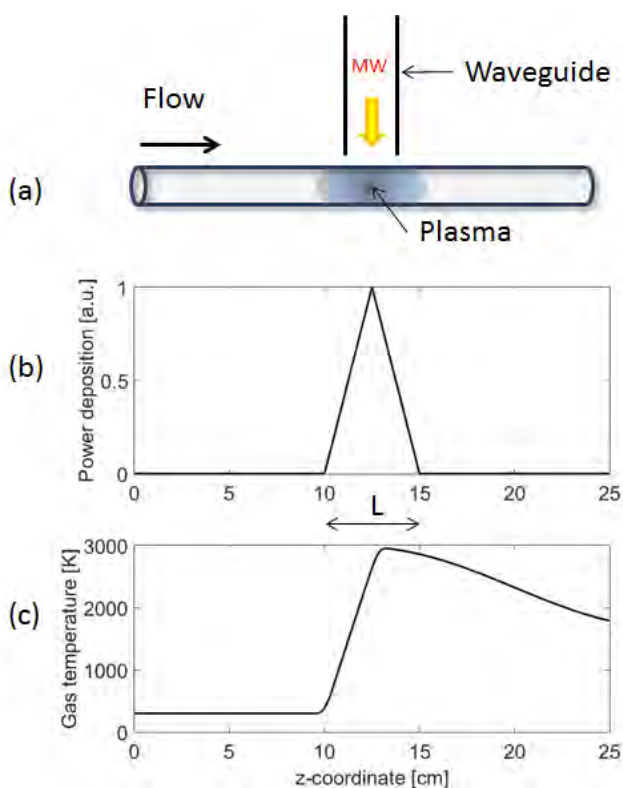 MW
Waveguide
Flow
(a)
Plasma
(b)
Power deposition [a.u.]
1
0.5
0
0 5 10 15 20 25
L
(c)
Gas temperature [K]
3000
2000
1000
0
0 5 10 15 20 25
z-coordinate [cm]